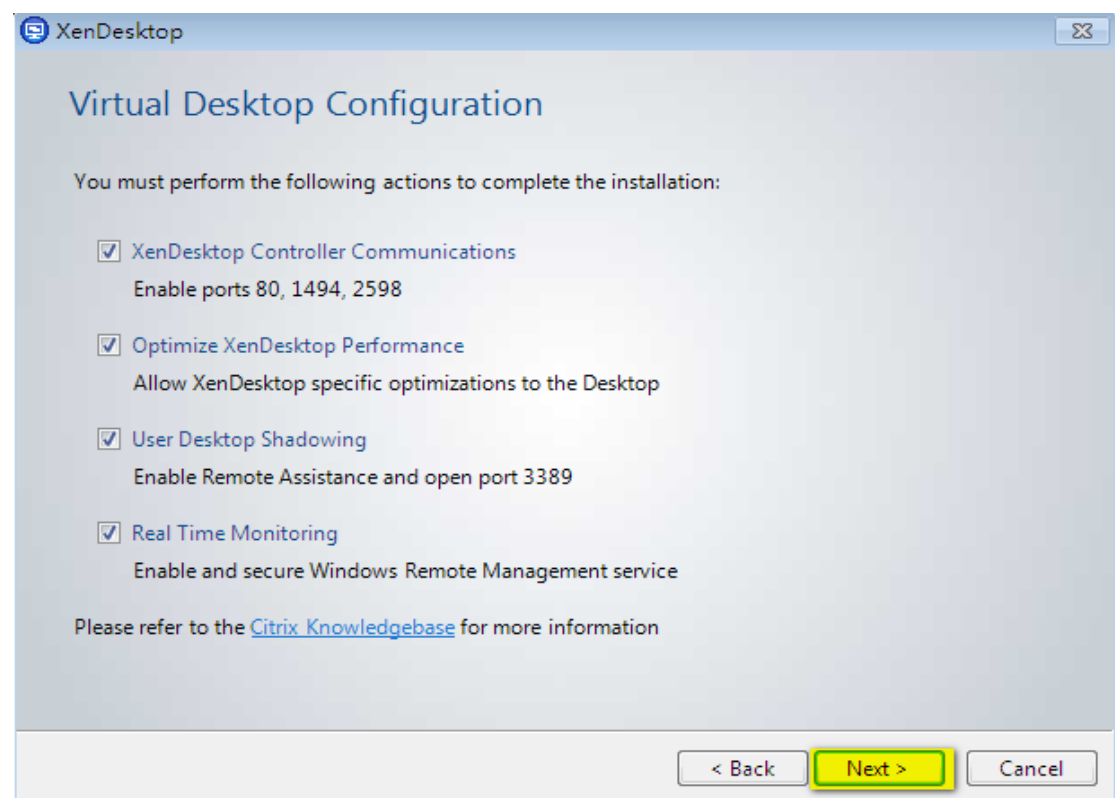 XenDesktop
Virtual Desktop Configuration
You must perform the following actions to complete the installation:
XenDesktop Controller Communications
Enable ports 80, 1494, 2598
Optimize XenDesktop Performance
Allow XenDesktop specific optimizations to the Desktop
User Desktop Shadowing
Enable Remote Assistance and open port 3389
Real Time Monitoring
Enable and secure Windows Remote Management service
Please refer to the Citrix Knowledgebase for more information
< Back Next > Cancel